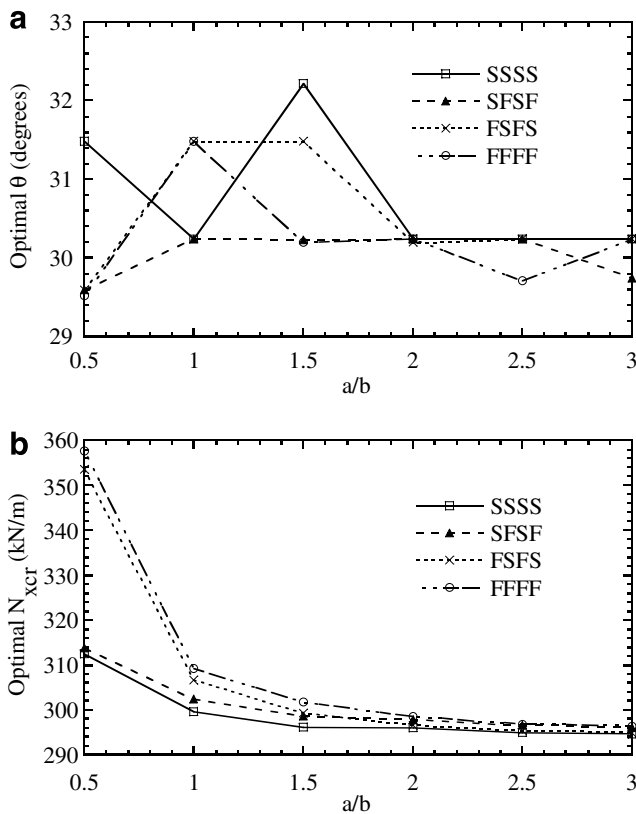 a
33
32
31
30
29
Optimal θ (degrees)
SSSS
SFSF
FSFS
FFFF
0.5 1 1.5 2 2.5 3
a/b
b
360
350
340
330
320
310
300
290
Optimal Nxcr (kN/m)
SSSS
SFSF
FSFS
FFFF
0.5 1 1.5 2 2.5 3
a/b